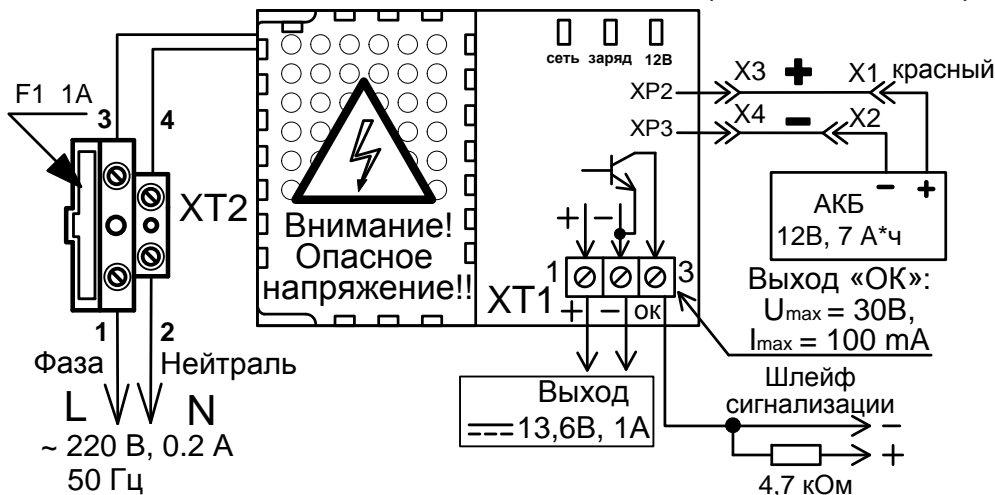 сеть заряд 12В
F1 1А
3
4
XP2
X3 + X1 красный
XP3
X4 − X2
XT2
Внимание!
Опасное
напряжение!!
− +
АКБ
12В, 7 А*ч
+ −
1
3
XT1
+ − ОК
Выход «ОК»:
Umax = 30В,
Imax = 100 mA
1
2
Фаза
Нейтраль
L N
~ 220 В, 0.2 А
50 Гц
Выход
13,6В, 1А
Шлейф
сигнализации
−
+
4,7 кОм